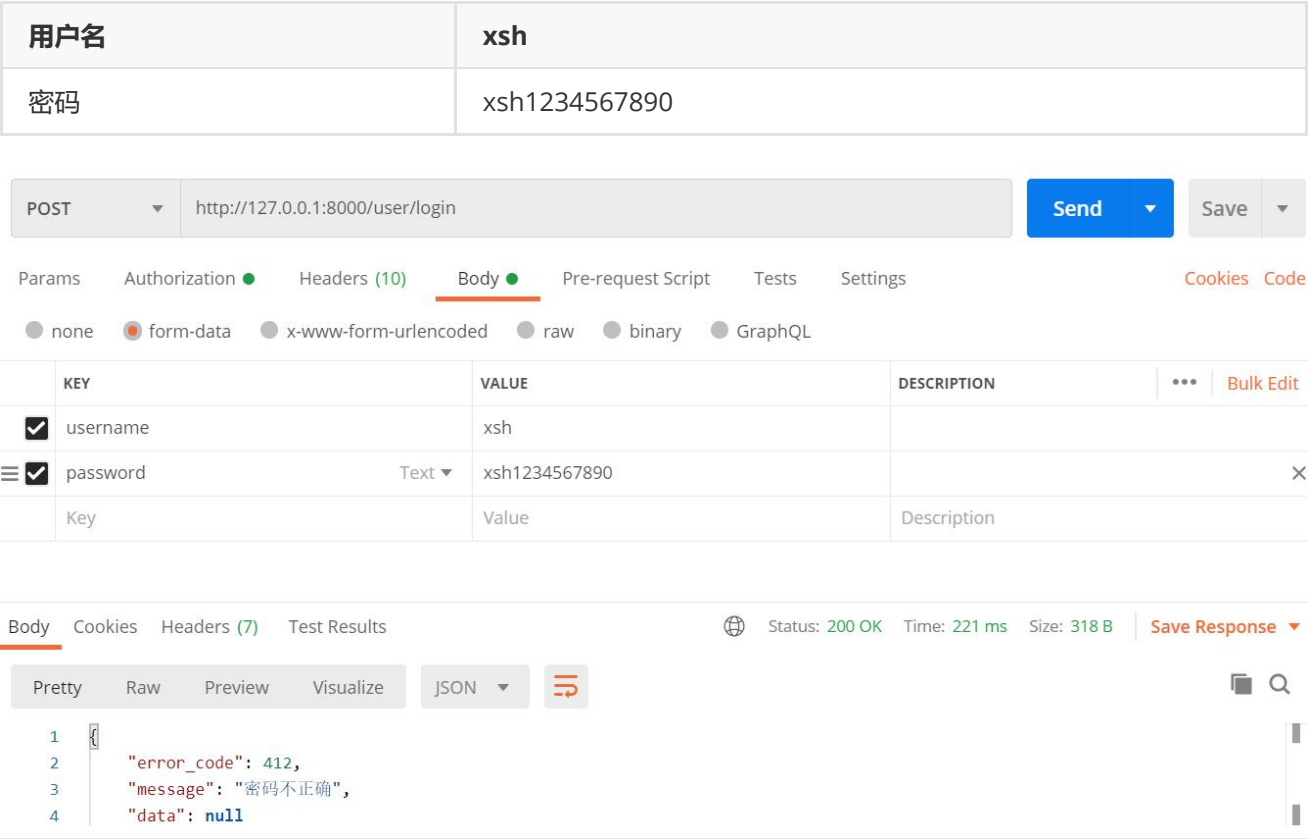 用户名 xsh
密码 xsh1234567890
POST http://127.0.0.1:8000/user/login Send Save
Params Authorization Headers (10) Body Pre-request Script Tests Settings Cookies Code
none form-data x-www-form-urlencoded raw binary GraphQL
KEY VALUE DESCRIPTION ••• Bulk Edit
username xsh
password Text xsh1234567890
Key Value Description
Body Cookies Headers (7) Test Results Status: 200 OK Time: 221 ms Size: 318 B Save Response
Pretty Raw Preview Visualize JSON
1 {
2 "error_code": 412,
3 "message": "密码不正确",
4 "data": null